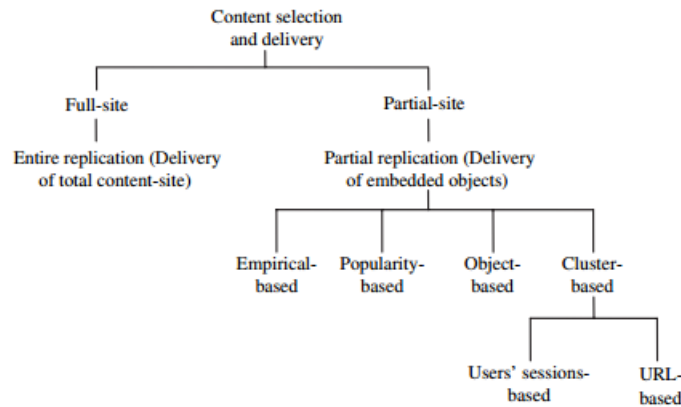 Content selection
and delivery
Full-site
Partial-site
Entire replication (Delivery
of total content-site)
Partial replication (Delivery
of embedded objects)
Empirical-
based
Popularity-
based
Object-
based
Cluster-
based
Users' sessions-
based
URL-
based